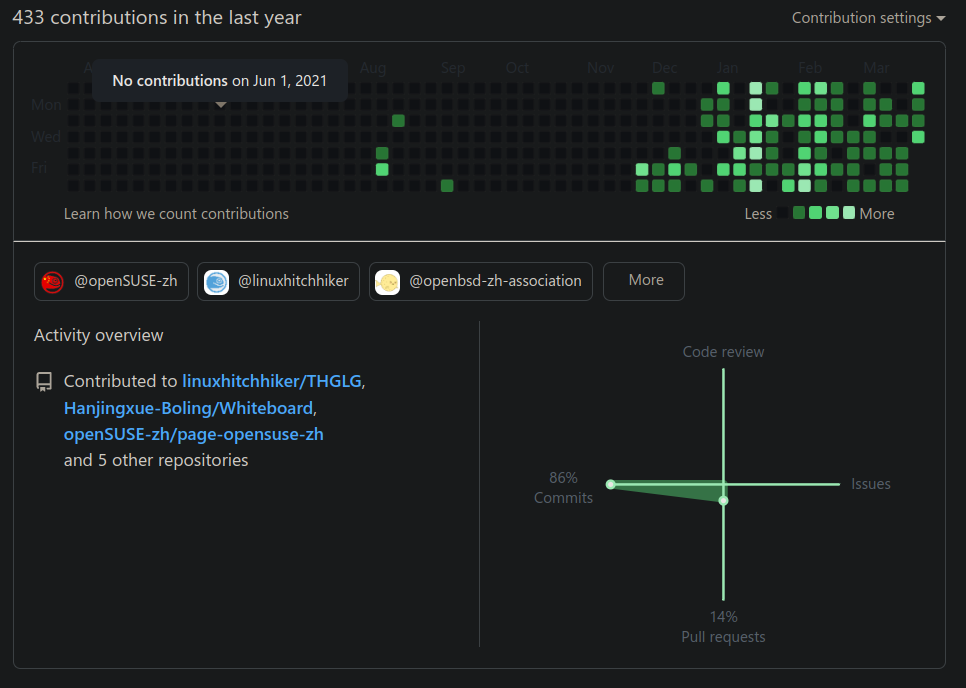 433 contributions in the last year
Contribution settings
A
Aug Sep Oct Nov Dec Jan Feb Mar
No contributions on Jun 1, 2021
Mon
Wed
Fri
Learn how we count contributions
Less More
@openSUSE-zh @linuxhitchhiker @openbsd-zh-association More
Activity overview
Contributed to linuxhitchhiker/THGLG,
Hanjingxue-Boling/Whiteboard,
openSUSE-zh/page-opensuse-zh
and 5 other repositories
Code review
86%
Commits
Issues
14%
Pull requests